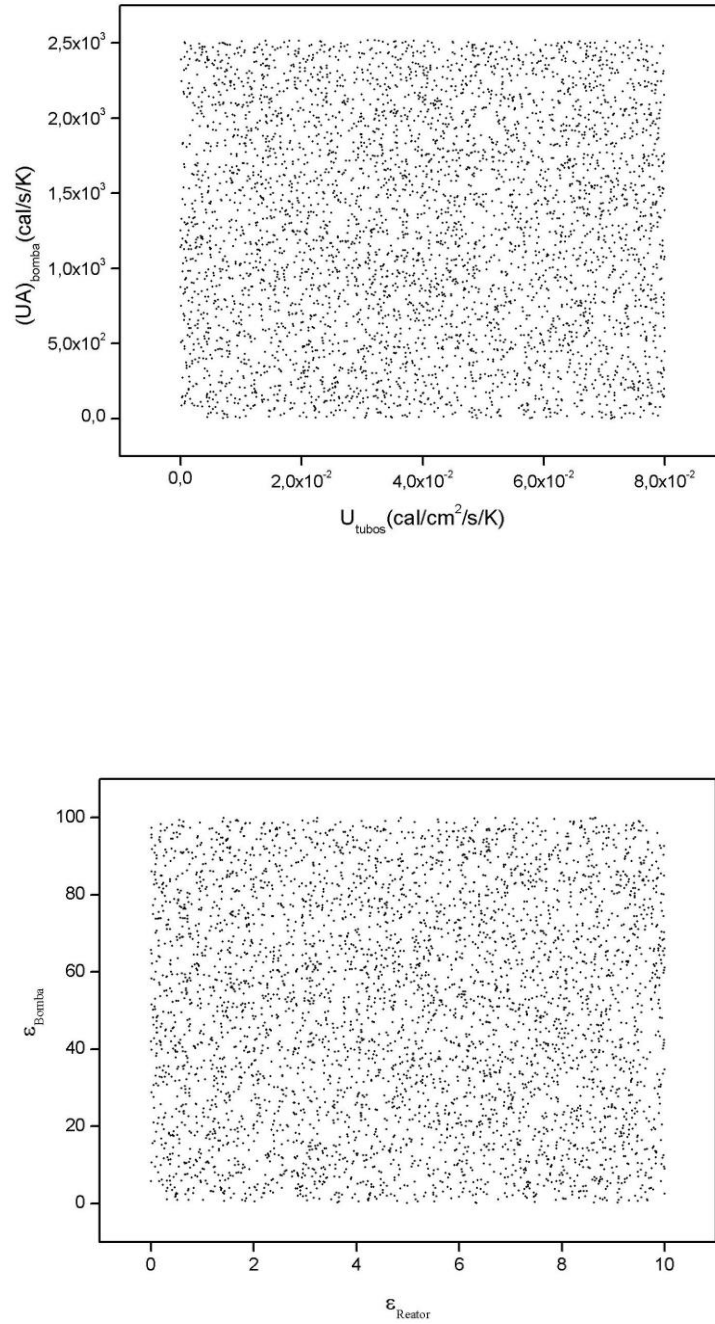 2,5x10³
2,0x10³
1,5x10³
1,0x10³
5,0x10²
0,0
(UA)bomba(cal/s/K)
0,0 2,0x10⁻² 4,0x10⁻² 6,0x10⁻² 8,0x10⁻²
Utubos(cal/cm²/s/K)
100
80
60
40
20
0
εBomba
0 2 4 6 8 10
εReator